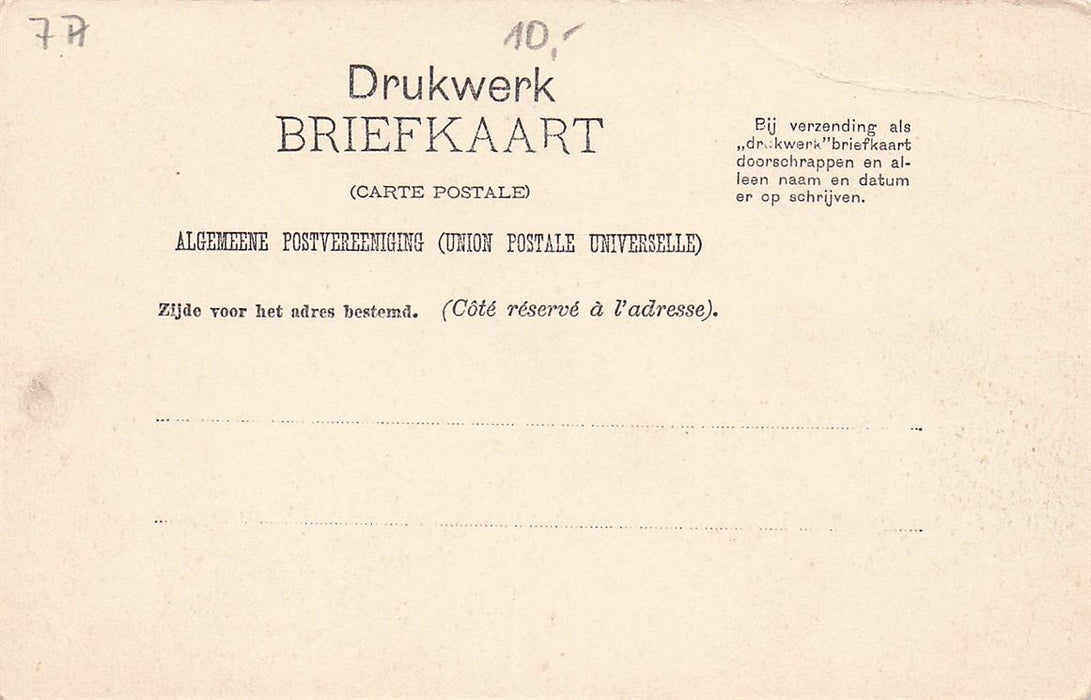 10,-
Drukwerk
BRIEFKAART
(CARTE POSTALE)
ALGEMEENE POSTVEREENIGING (UNION POSTALE UNIVERSELLE)
Zijde voor het adres bestemd. (Côté réservé à l'adresse).
Bij verzending als
„drukwerk" briefkaart
doorschrappen en al-
leen naam en datum
er op schrijven.